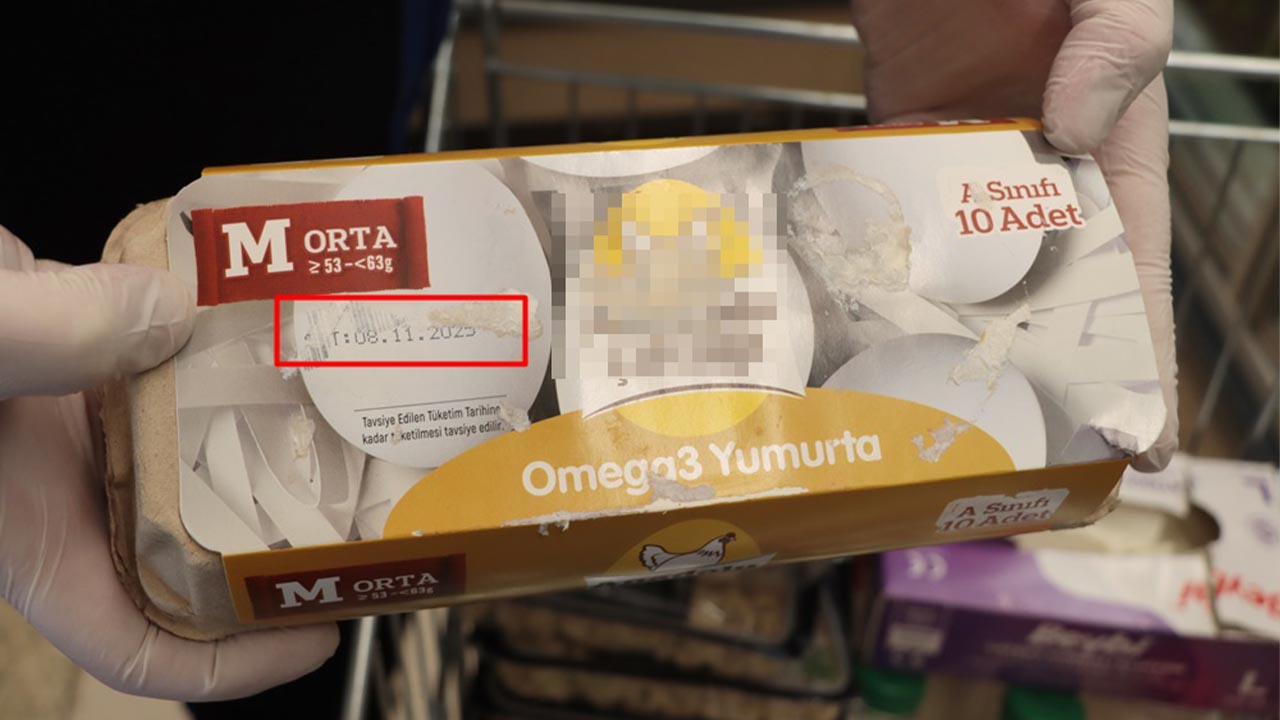 M ORTA
≥ 53 - <63g
A Sınıfı
10 Adet
T:08.11.2025
Tavsiye Edilen Tüketim Tarihine
kadar tüketilmesi tavsiye edilir.
Omega3 Yumurta
M ORTA
≥ 53 - <63g
A Sınıfı
10 Adet
Beybi